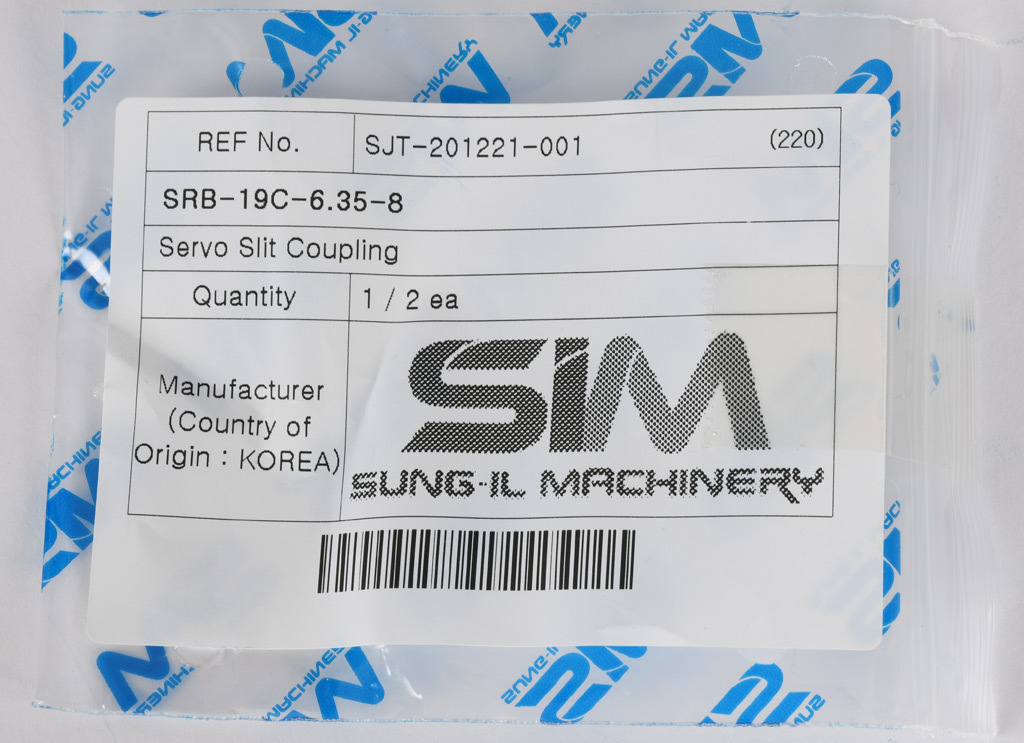 REF No. SJT-201221-001 (220)
SRB-19C-6.35-8
Servo Slit Coupling
Quantity 1 / 2 ea
Manufacturer
(Country of
Origin : KOREA)
SIM
SUNG-IL MACHINERY